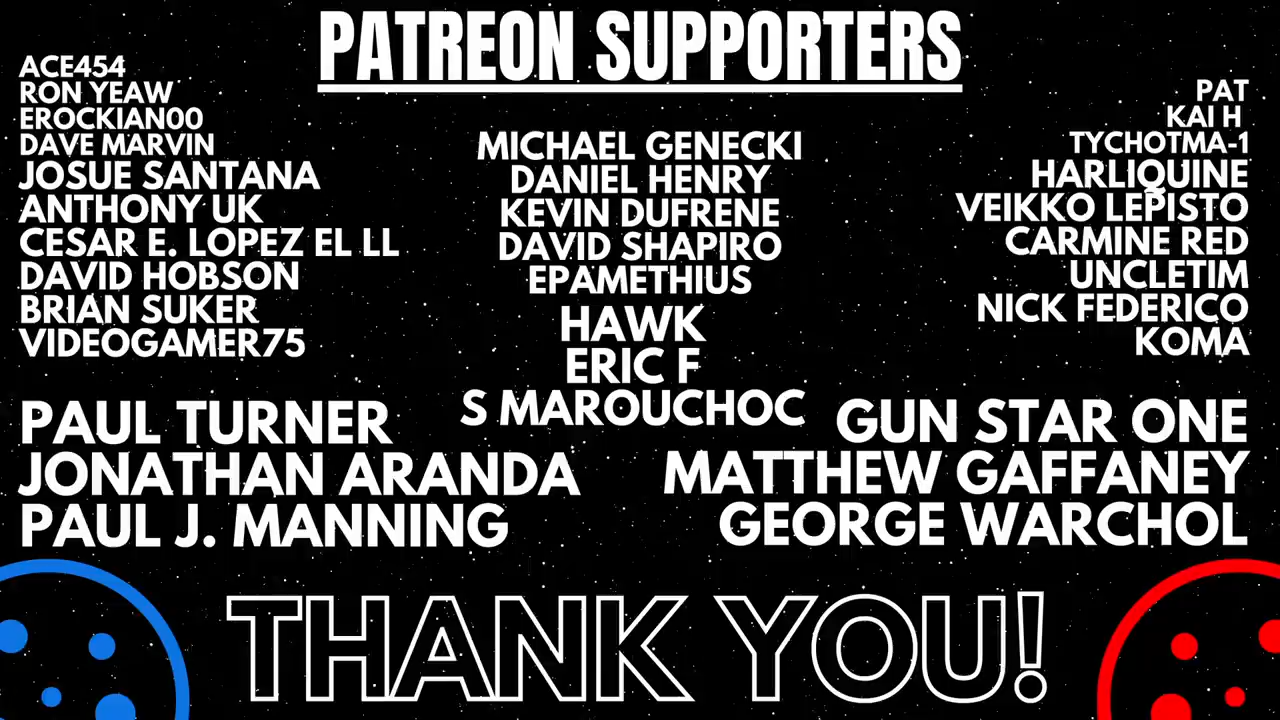 PATREON SUPPORTERS
ACE454
RON YEAW
EROCKIAN00
DAVE MARVIN
JOSUE SANTANA
ANTHONY UK
CESAR E. LOPEZ EL LL
DAVID HOBSON
BRIAN SUKER
VIDEOGAMER75
PAUL TURNER
JONATHAN ARANDA
PAUL J. MANNING
MICHAEL GENECKI
DANIEL HENRY
KEVIN DUFRENE
DAVID SHAPIRO
EPAMETHIUS
HAWK
ERIC F
S MAROUCHOC
PAT
KAI H
TYCHOTMA-1
HARLIQUINE
VEIKKO LEPISTO
CARMINE RED
UNCLETIM
NICK FEDERICO
KOMA
GUN STAR ONE
MATTHEW GAFFANEY
GEORGE WARCHOL
THANK YOU!